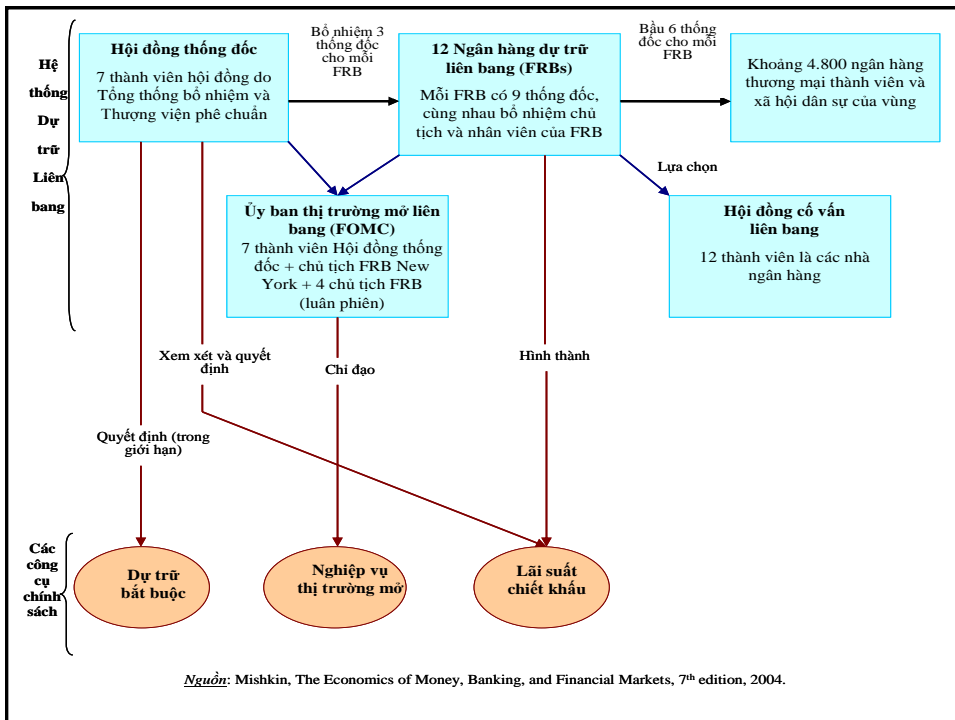 Hệ
thống
Dự
trữ
Liên
bang
Hội đồng thống đốc
7 thành viên hội đồng do
Tổng thống bổ nhiệm và
Thượng viện phê chuẩn
Bổ nhiệm 3
thống đốc
cho mỗi
FRB
12 Ngân hàng dự trữ
liên bang (FRBs)
Mỗi FRB có 9 thống đốc,
cùng nhau bổ nhiệm chủ
tịch và nhân viên của FRB
Bầu 6 thống
đốc cho mỗi
FRB
Khoảng 4.800 ngân hàng
thương mại thành viên và
xã hội dân sự của vùng
Lựa chọn
Ủy ban thị trường mở liên
bang (FOMC)
7 thành viên Hội đồng thống
đốc + chủ tịch FRB New
York + 4 chủ tịch FRB
(luân phiên)
Hội đồng cố vấn
liên bang
12 thành viên là các nhà
ngân hàng
Xem xét và quyết
định
Chỉ đạo
Hình thành
Quyết định (trong
giới hạn)
Các
công
cụ
chính
sách
Dự trữ
bắt buộc
Nghiệp vụ
thị trường mở
Lãi suất
chiết khấu
Nguồn: Mishkin, The Economics of Money, Banking, and Financial Markets, 7th edition, 2004.